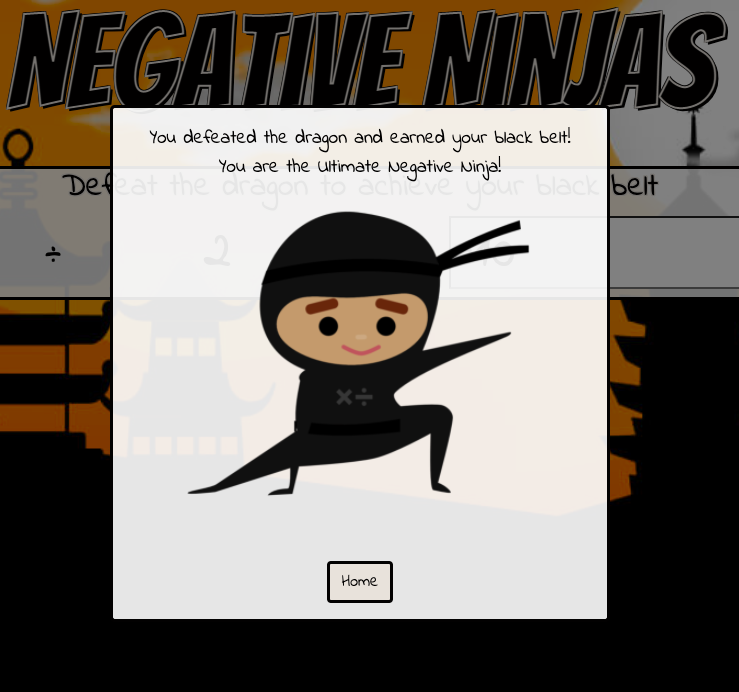 NEGATIVE NINJAS
You defeated the dragon and earned your black belt!
You are the Ultimate Negative Ninja!
Defeat the dragon to achieve your black belt
÷ 2
×÷
Home